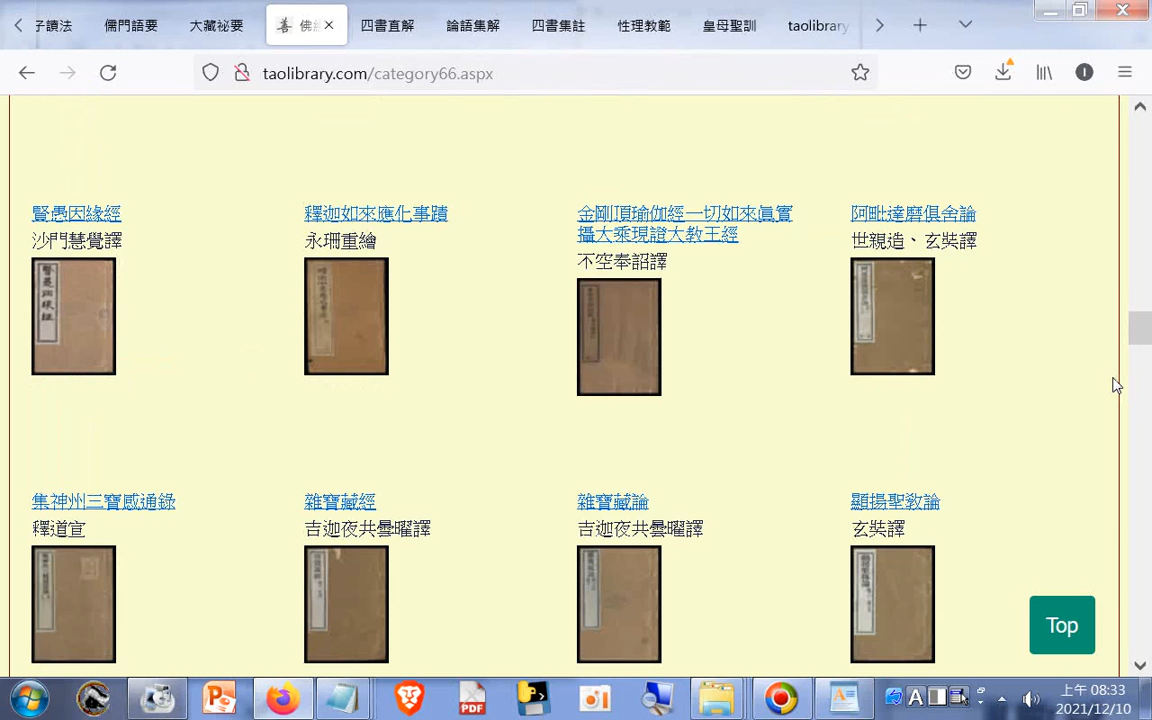 子讀法
儒門語要
大藏祕要
善 佛
四書直解
論語集解
四書集註
性理教範
皇母聖訓
taolibrary
taolibrary.com/category66.aspx
賢愚因緣經
沙門慧覺譯
釋迦如來應化事蹟
永珊重繪
金剛頂瑜伽經一切如來眞實
攝大乘現證大教王經
不空奉詔譯
阿毗達磨俱舍論
世親造、玄奘譯
集神州三寶感通錄
釋道宣
雜寶藏經
吉迦夜共曇曜譯
雜寶藏論
吉迦夜共曇曜譯
顯揚聖教論
玄奘譯
Top
PDF
A
上午 08:33
2021/12/10